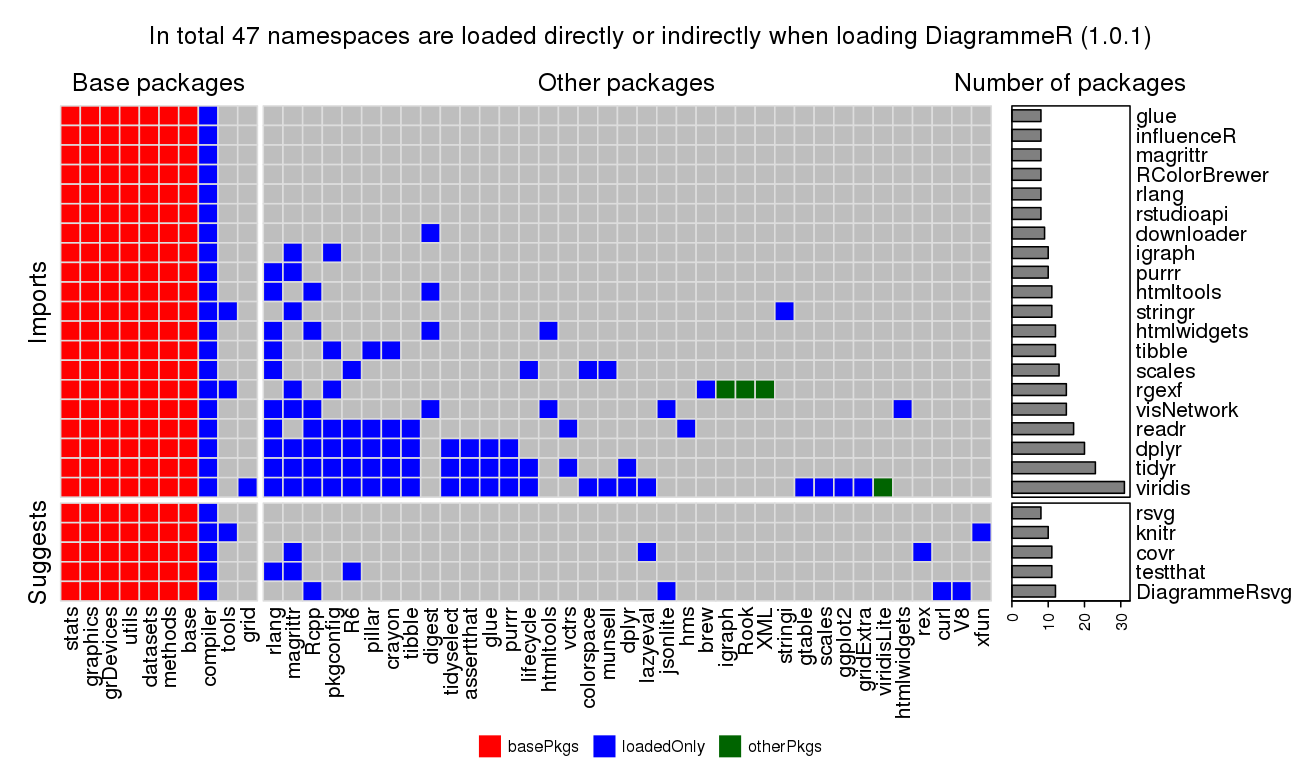 In total 47 namespaces are loaded directly or indirectly when loading DiagrammeR (1.0.1)
Base packages
Other packages
Number of packages
Imports
Suggests
glue
influenceR
magrittr
RColorBrewer
rlang
rstudioapi
downloader
igraph
purrr
htmltools
stringr
htmlwidgets
tibble
scales
rgexf
visNetwork
readr
dplyr
tidyr
viridis
rsvg
knitr
covr
testthat
DiagrammeRsvg
stats
graphics
grDevices
utils
datasets
methods
base
compiler
tools
grid
rlang
magrittr
Rcpp
pkgconfig
R6
pillar
crayon
tibble
digest
tidyselect
assertthat
glue
purrr
lifecycle
htmltools
vctrs
colorspace
munsell
dplyr
lazyeval
jsonlite
hms
brew
igraph
Rook
XML
stringi
gtable
scales
ggplot2
gridExtra
viridisLite
htmlwidgets
rex
curl
V8
xfun
0
10
20
30
basePkgs
loadedOnly
otherPkgs